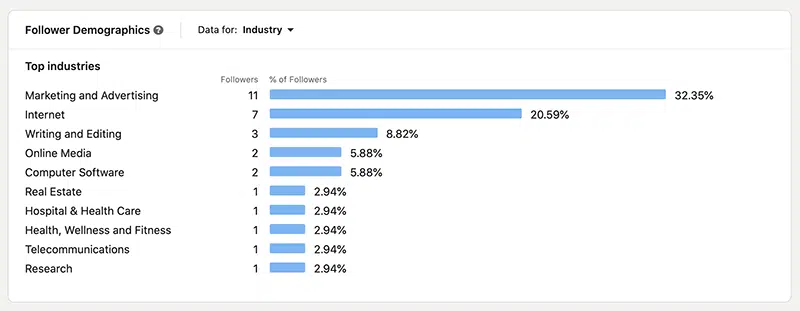 Follower Demographics ? Data for: Industry
Top industries
Followers % of Followers
Marketing and Advertising 11 32.35%
Internet 7 20.59%
Writing and Editing 3 8.82%
Online Media 2 5.88%
Computer Software 2 5.88%
Real Estate 1 2.94%
Hospital & Health Care 1 2.94%
Health, Wellness and Fitness 1 2.94%
Telecommunications 1 2.94%
Research 1 2.94%